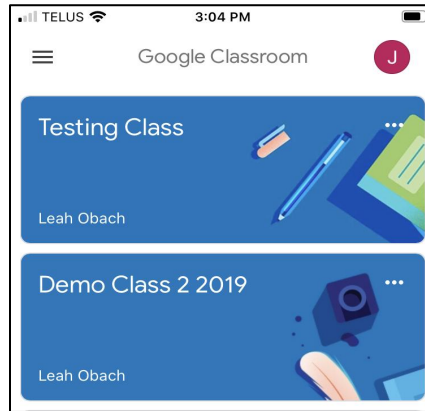 TELUS 3:04 PM
Google Classroom J
Testing Class
Leah Obach
Demo Class 2 2019
Leah Obach